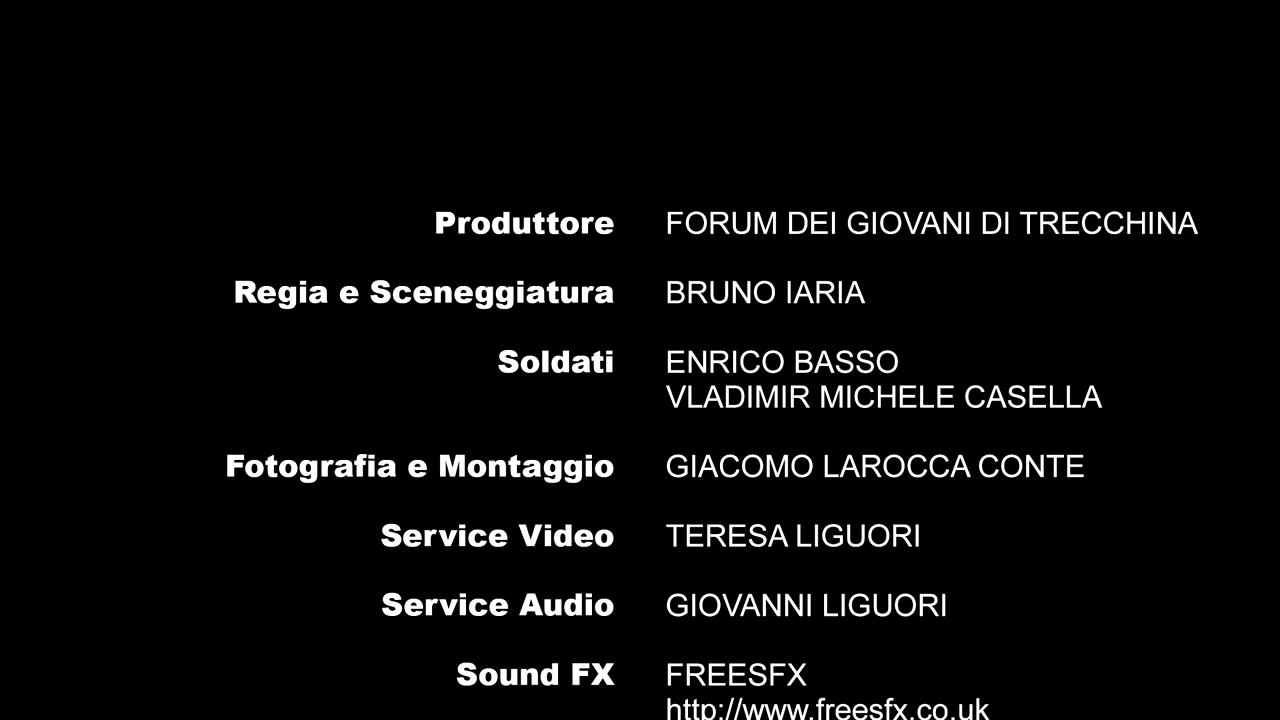 Produttore FORUM DEI GIOVANI DI TRECCHINA
Regia e Sceneggiatura BRUNO IARIA
Soldati ENRICO BASSO
VLADIMIR MICHELE CASELLA
Fotografia e Montaggio GIACOMO LAROCCA CONTE
Service Video TERESA LIGUORI
Service Audio GIOVANNI LIGUORI
Sound FX FREESFX
http://www.freesfx.co.uk